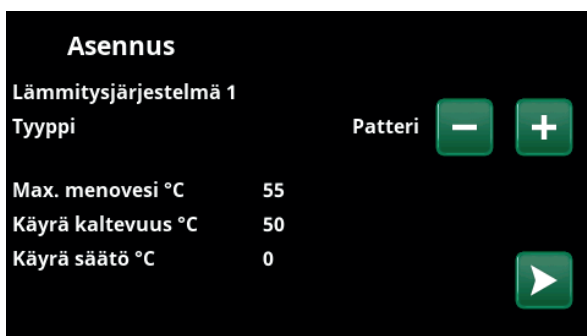 Asennus
Lämmitysjärjestelmä 1
Tyyppi Patteri
Max. menovesi °C 55
Käyrä kaltevuus °C 50
Käyrä säätö °C 0